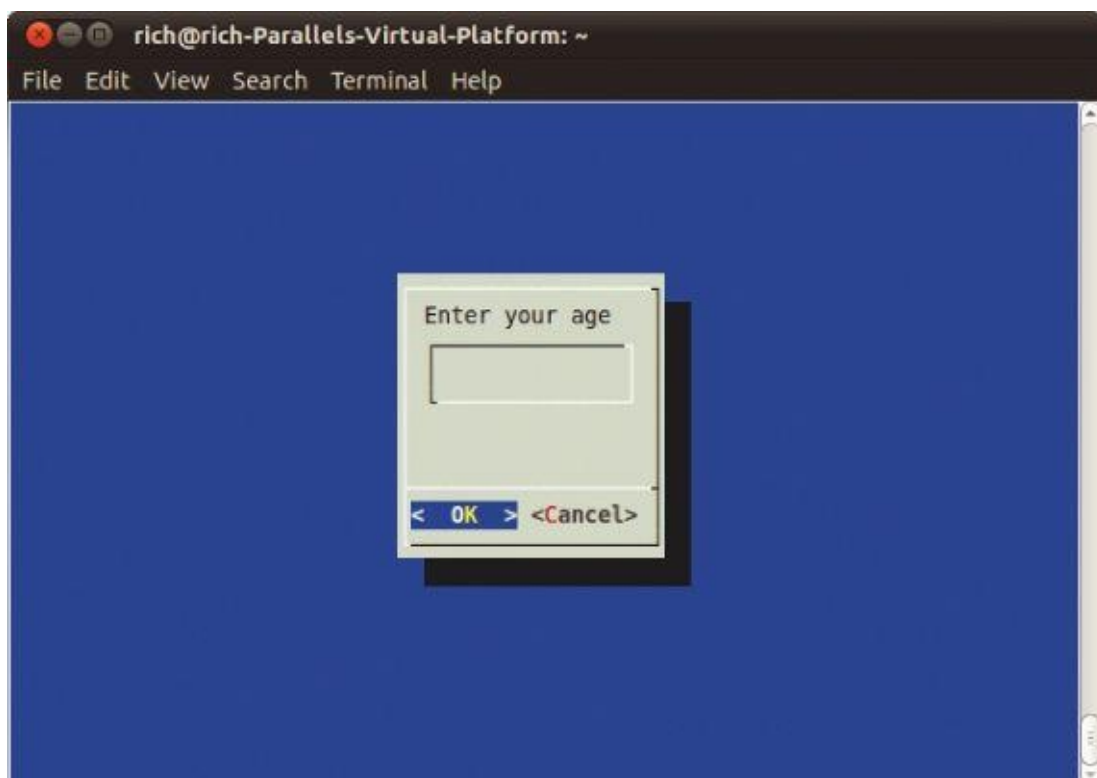 rich@rich-Parallels-Virtual-Platform: ~
File Edit View Search Terminal Help
Enter your age
< OK > <Cancel>